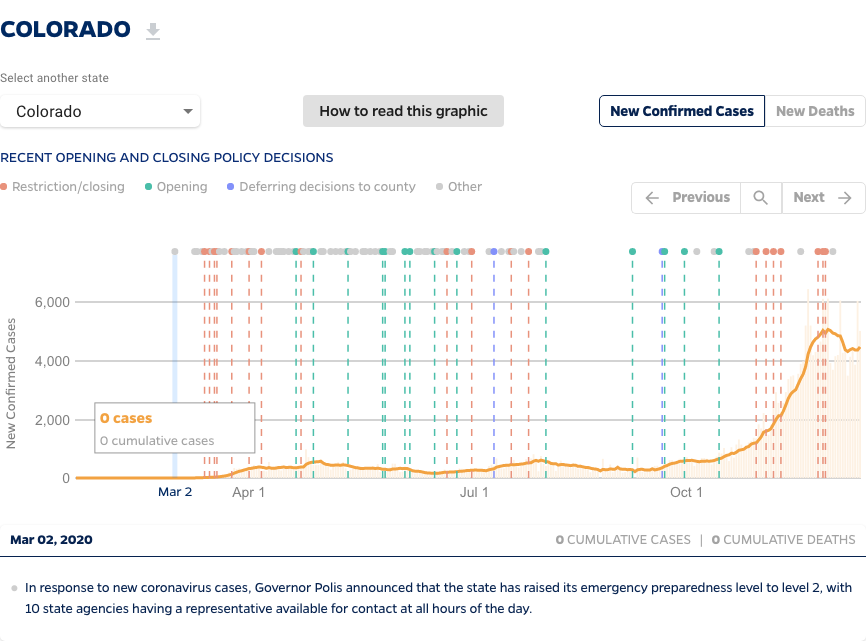 COLORADO
Select another state
Colorado
How to read this graphic
New Confirmed Cases
New Deaths
RECENT OPENING AND CLOSING POLICY DECISIONS
Restriction/closing
Opening
Deferring decisions to county
Other
Previous
Next
New Confirmed Cases
6,000
4,000
2,000
0
0 cases
0 cumulative cases
Mar 2
Apr 1
Jul 1
Oct 1
Mar 02, 2020
0 CUMULATIVE CASES | 0 CUMULATIVE DEATHS
In response to new coronavirus cases, Governor Polis announced that the state has raised its emergency preparedness level to level 2, with
10 state agencies having a representative available for contact at all hours of the day.